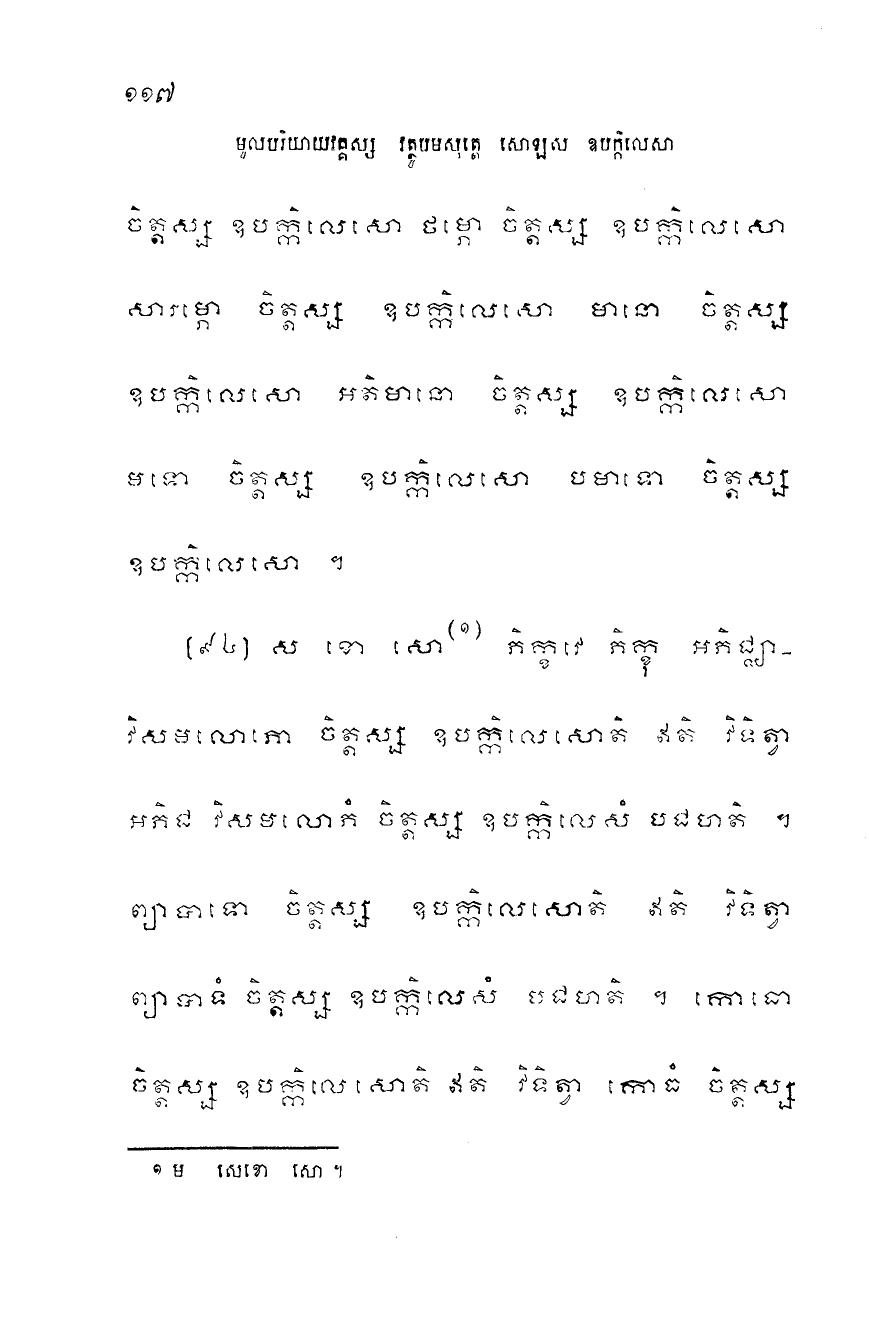 ១១៧
មូលបរិយាយវគ្គស្ស វត្ថូបមសុត្តេ សោឡស ឧបក្កិលេសា
ចិត្តស្ស ឧបក្កិលេសោ ថម្ភោ ចិត្តស្ស ឧបក្កិលេសោ
សារម្ភោ ចិត្តស្ស ឧបក្កិលេសោ មានោ ចិត្តស្ស
ឧបក្កិលេសោ អតិមានោ ចិត្តស្ស ឧបក្កិលេសោ
មទោ ចិត្តស្ស ឧបក្កិលេសោ បមាទោ ចិត្តស្ស
ឧបក្កិលេសោ ។
[៩៤] ស ខោ សោ(១) ភិក្ខវេ ភិក្ខុ អភិជ្ឈា-
វិសមលោភោ ចិត្តស្ស ឧបក្កិលេសោតិ ឥតិ វិទិត្វា
អភិជ វិសមលោភំ ចិត្តស្ស ឧបក្កិលេសំ បជហតិ ។
ព្យាបាទោ ចិត្តស្ស ឧបក្កិលេសោតិ ឥតិ វិទិត្វា
ព្យាបាទំ ចិត្តស្ស ឧបក្កិលេសំ បជហតិ ។ កោធោ
ចិត្តស្ស ឧបក្កិលេសោតិ ឥតិ វិទិត្វា កោធំ ចិត្តស្ស
១ ម សេខោ សោ ។